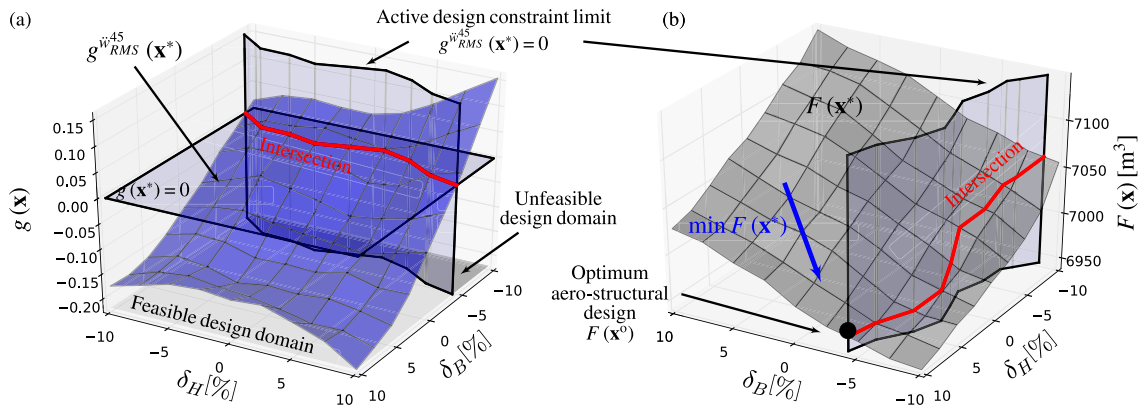 (a)
Active design constraint limit
g^{ẅ^{45}_{RMS}} (x*) = 0
(b)
g^{ẅ^{45}_{RMS}} (x*)
F (x*)
0.15
0.10
0.05
0.00
−0.05
−0.10
−0.15
−0.20
g (x)
Intersection
g (x*) = 0
Unfeasible
design domain
Feasible design domain
−10
−5
0
5
10
δ_H [%]
10
5
0
−5
−10
δ_B [%]
min F (x*)
Optimum
aero-structural
design
F (x°)
Intersection
7100
7050
7000
6950
F (x) [m³]
10
5
0
−5
−10
δ_B [%]
10
5
0
−5
−10
δ_H [%]